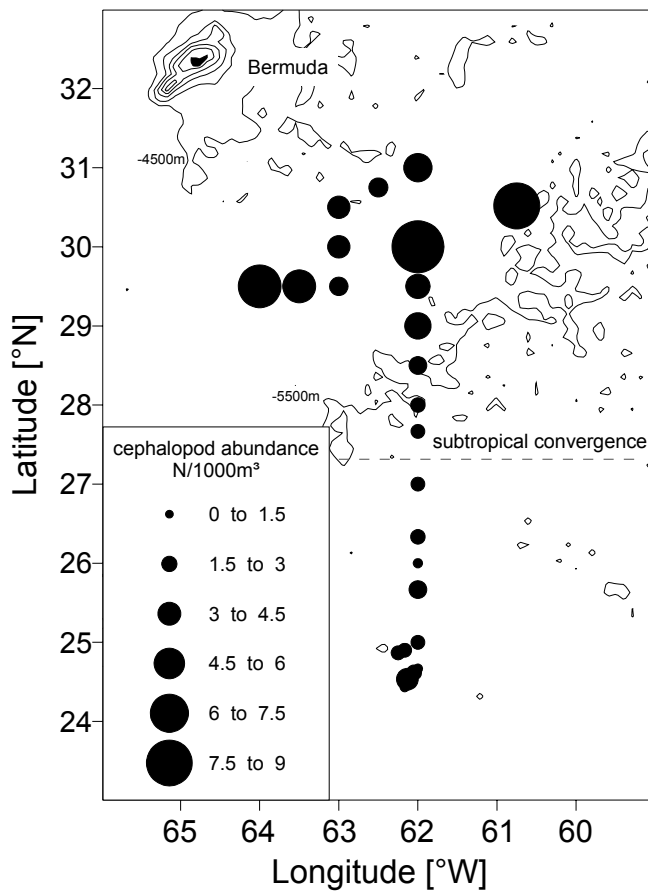 Bermuda
-4500m
-5500m
subtropical convergence
cephalopod abundance
N/1000m³
0 to 1.5
1.5 to 3
3 to 4.5
4.5 to 6
6 to 7.5
7.5 to 9
Latitude [°N]
32
31
30
29
28
27
26
25
24
65 64 63 62 61 60
Longitude [°W]